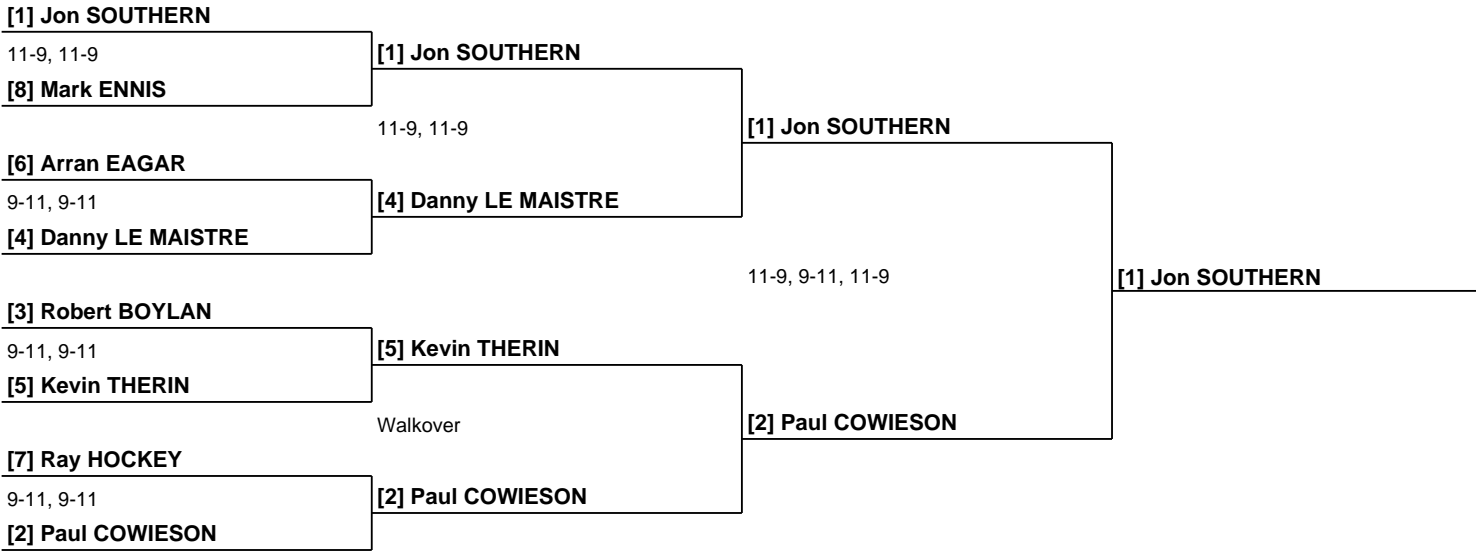 [1] Jon SOUTHERN
11-9, 11-9
[1] Jon SOUTHERN
[8] Mark ENNIS
11-9, 11-9
[1] Jon SOUTHERN
[6] Arran EAGAR
9-11, 9-11
[4] Danny LE MAISTRE
[4] Danny LE MAISTRE
11-9, 9-11, 11-9
[1] Jon SOUTHERN
[3] Robert BOYLAN
9-11, 9-11
[5] Kevin THERIN
[5] Kevin THERIN
Walkover
[2] Paul COWIESON
[7] Ray HOCKEY
9-11, 9-11
[2] Paul COWIESON
[2] Paul COWIESON